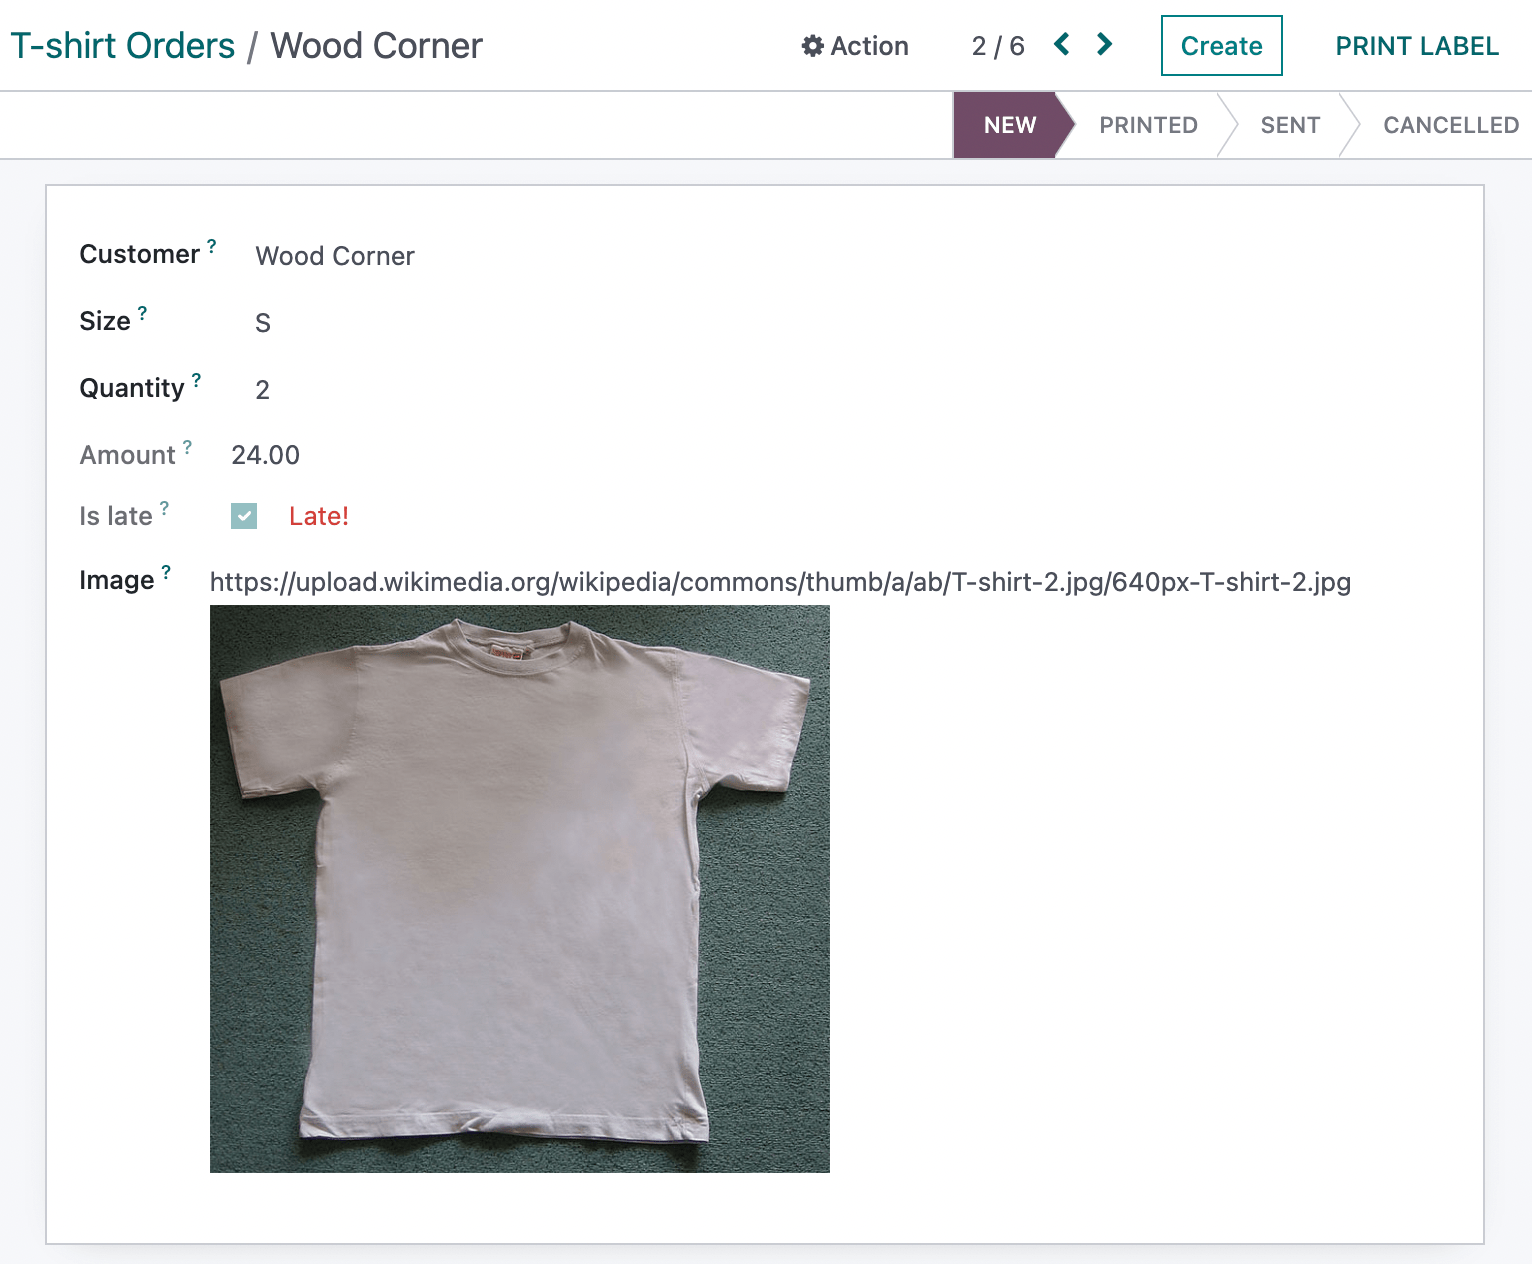 T-shirt Orders / Wood Corner Action 2 / 6 Create PRINT LABEL
NEW PRINTED SENT CANCELLED
Customer ? Wood Corner
Size ? S
Quantity ? 2
Amount ? 24.00
Is late ? Late!
Image ? https://upload.wikimedia.org/wikipedia/commons/thumb/a/ab/T-shirt-2.jpg/640px-T-shirt-2.jpg